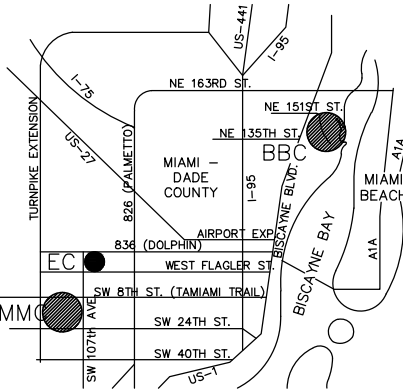 US-441
I-95
I-75
NE 163RD ST.
NE 151ST ST.
US-27
NE 135TH ST.
TURNPIKE EXTENSION
826 (PALMETTO)
BBC
A1A
MIAMI –
DADE
COUNTY
I-95
BISCAYNE BLVD.
MIAMI
BEACH
AIRPORT EXP.
836 (DOLPHIN)
BISCAYNE BAY
A1A
EC
WEST FLAGLER ST.
SW 8TH ST. (TAMIAMI TRAIL)
MMC
SW 107th AVE.
SW 24TH ST.
SW 40TH ST.
US-1